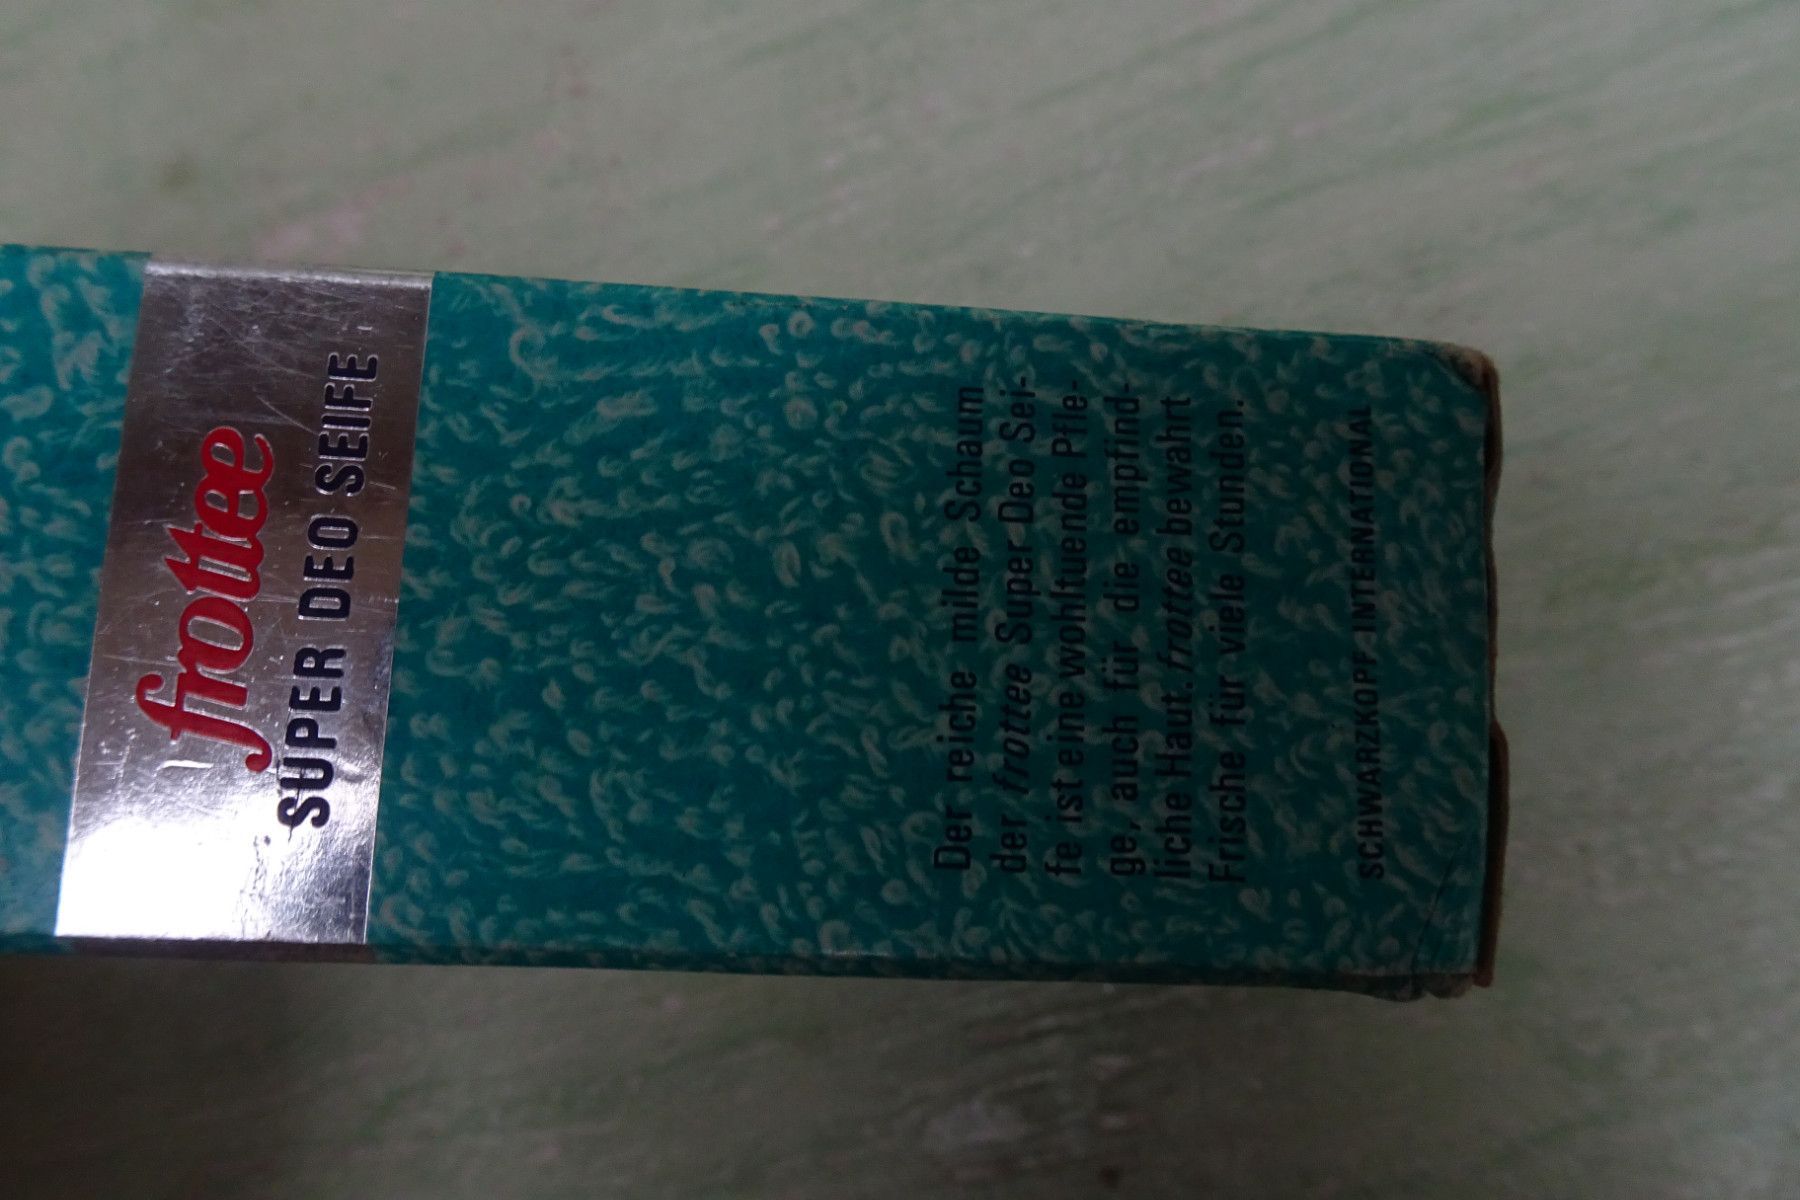 frottee
SUPER DEO SEIFE
Der reiche milde Schaum
der frottee Super Deo Sei-
fe ist eine wohltuende Pfle-
ge, auch für die empfind-
liche Haut. frottee bewahrt
Frische für viele Stunden.
SCHWARZKOPF INTERNATIONAL